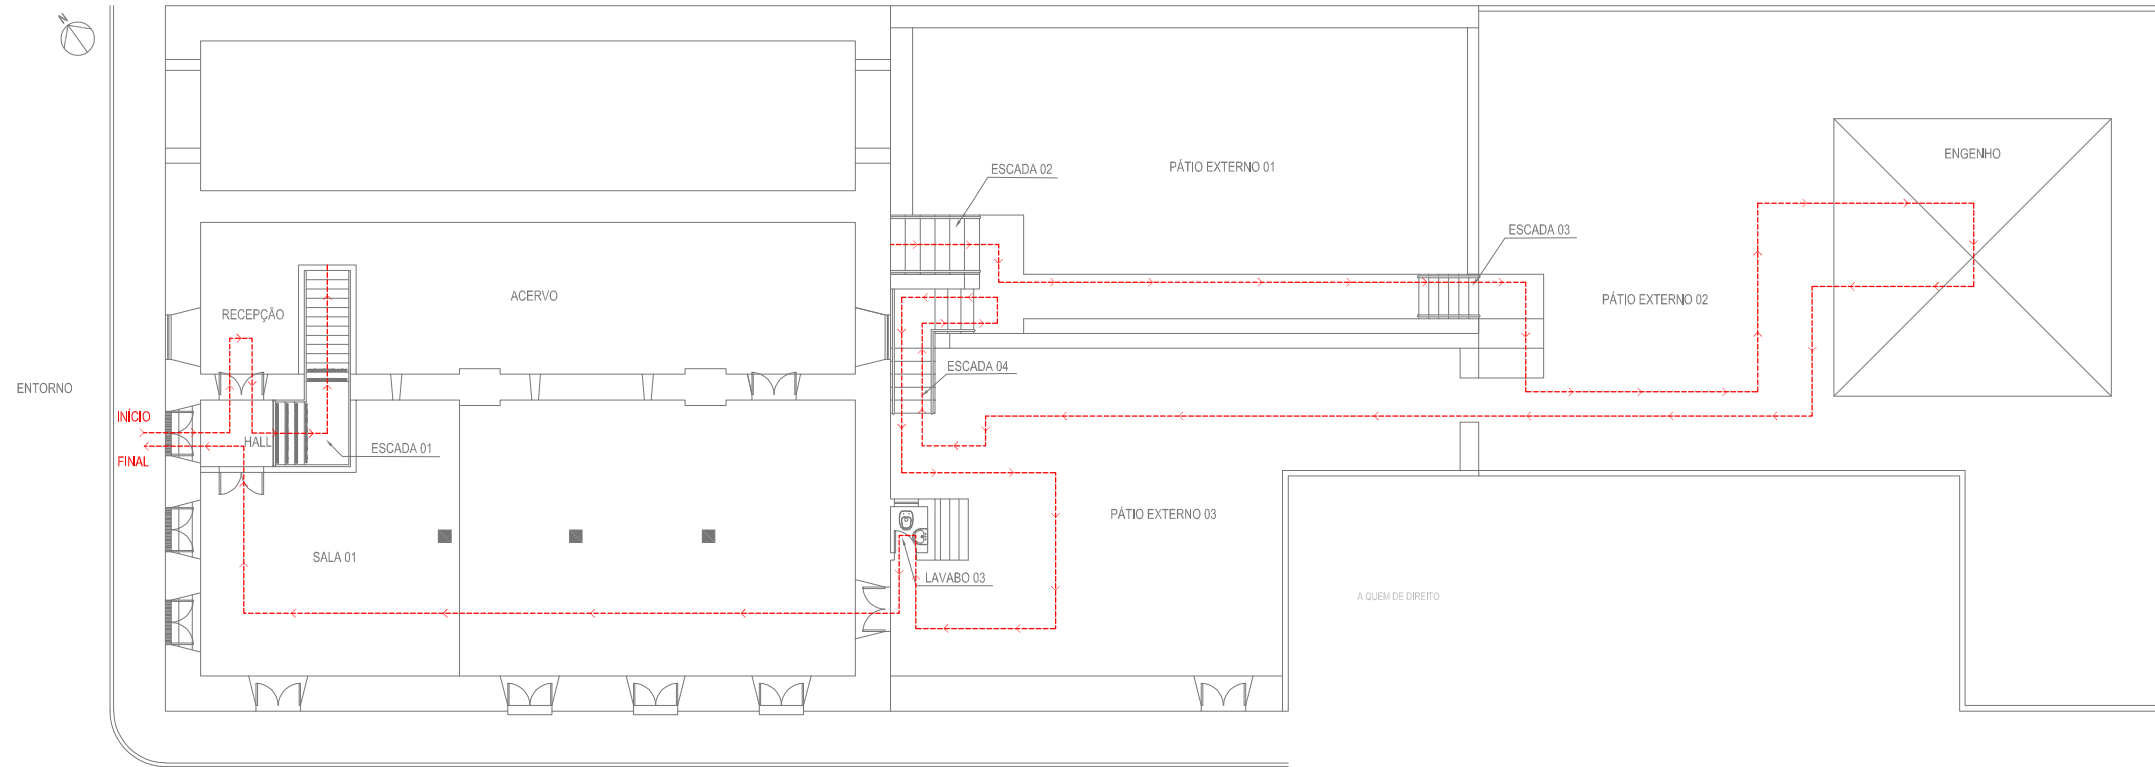 N
ESCADA 02
PÁTIO EXTERNO 01
ENGENHO
ESCADA 03
ACERVO
PÁTIO EXTERNO 02
RECEPÇÃO
ESCADA 04
ENTORNO
INÍCIO
HALL
ESCADA 01
FINAL
PÁTIO EXTERNO 03
SALA 01
LAVABO 03
A QUEM DE DIREITO